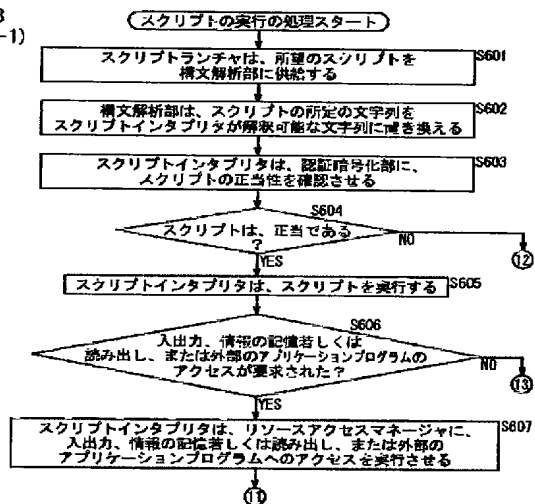 3
-1)
スクリプトの実行の処理スタート
スクリプトランチャは、所望のスクリプトを
構文解析部に供給する
S601
構文解析部は、スクリプトの所定の文字列を
スクリプトインタプリタが解釈可能な文字列に置き換える
S602
スクリプトインタプリタは、認証暗号化部に、
スクリプトの正当性を確認させる
S603
S604
スクリプトは、正当である
?
NO
⑫
YES
スクリプトインタプリタは、スクリプトを実行する
S605
S606
入出力、情報の記憶若しくは
読み出し、または外部のアプリケーションプログラムの
アクセスが要求された?
NO
⑬
YES
スクリプトインタプリタは、リソースアクセスマネージャに、
入出力、情報の記憶若しくは読み出し、または外部の
アプリケーションプログラムへのアクセスを実行させる
S607
⑪